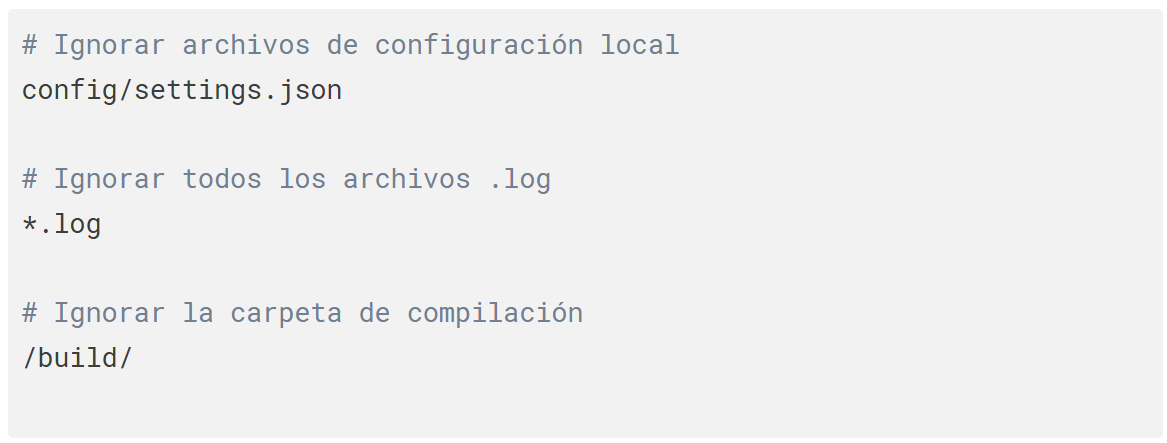 # Ignorar archivos de configuración local
config/settings.json
# Ignorar todos los archivos .log
*.log
# Ignorar la carpeta de compilación
/build/